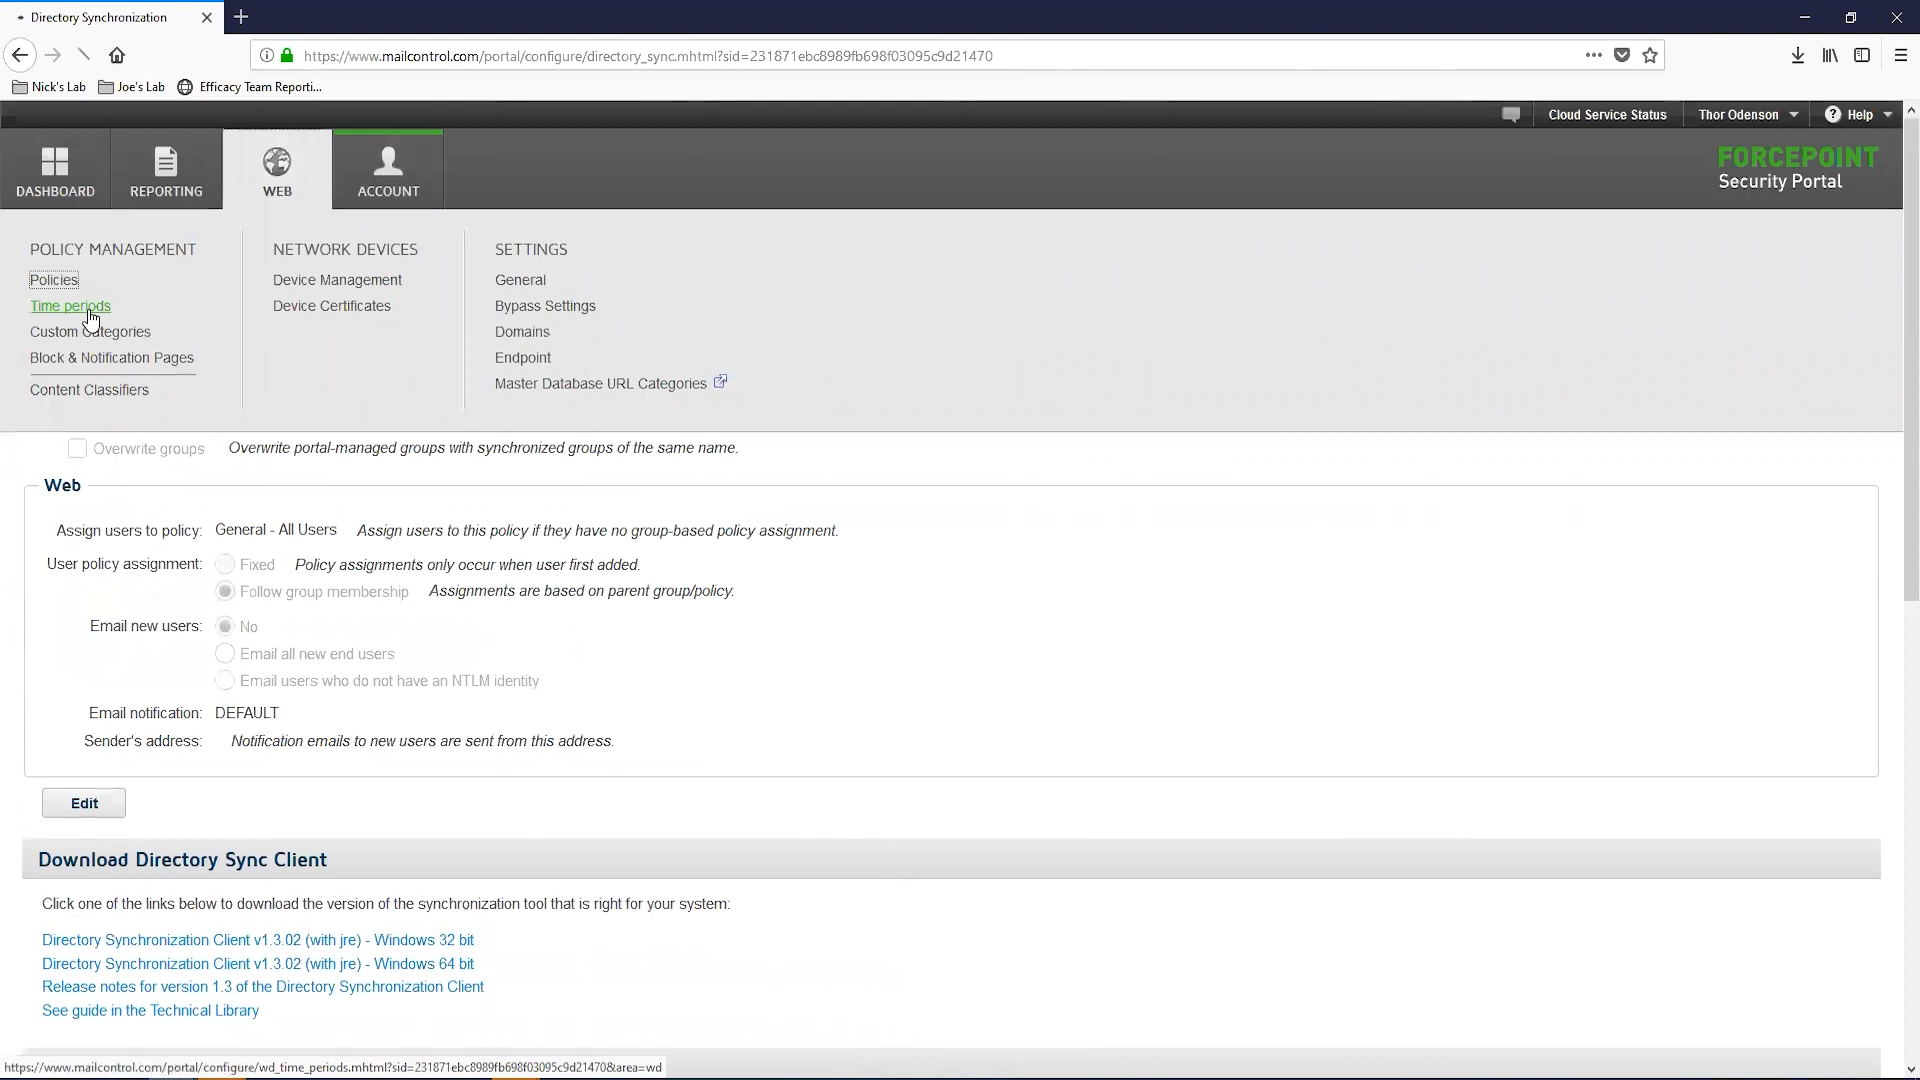 Directory Synchronization
https://www.mailcontrol.com/portal/configure/directory_sync.mhtml?sid=231871ebc8989fb698f03095c9d21470
Nick's Lab Joe's Lab Efficacy Team Reporti...
Cloud Service Status Thor Odenson Help
DASHBOARD REPORTING WEB ACCOUNT
FORCEPOINT
Security Portal
POLICY MANAGEMENT NETWORK DEVICES SETTINGS
Policies Device Management General
Time periods Device Certificates Bypass Settings
Custom Categories Domains
Block & Notification Pages Endpoint
Master Database URL Categories
Content Classifiers
Overwrite groups Overwrite portal-managed groups with synchronized groups of the same name.
Web
Assign users to policy: General - All Users Assign users to this policy if they have no group-based policy assignment.
User policy assignment: Fixed Policy assignments only occur when user first added.
Follow group membership Assignments are based on parent group/policy.
Email new users: No
Email all new end users
Email users who do not have an NTLM identity
Email notification: DEFAULT
Sender's address: Notification emails to new users are sent from this address.
Edit
Download Directory Sync Client
Click one of the links below to download the version of the synchronization tool that is right for your system:
Directory Synchronization Client v1.3.02 (with jre) - Windows 32 bit
Directory Synchronization Client v1.3.02 (with jre) - Windows 64 bit
Release notes for version 1.3 of the Directory Synchronization Client
See guide in the Technical Library
https://www.mailcontrol.com/portal/configure/wd_time_periods.mhtml?sid=231871ebc8989fb698f03095c9d21470&area=wd